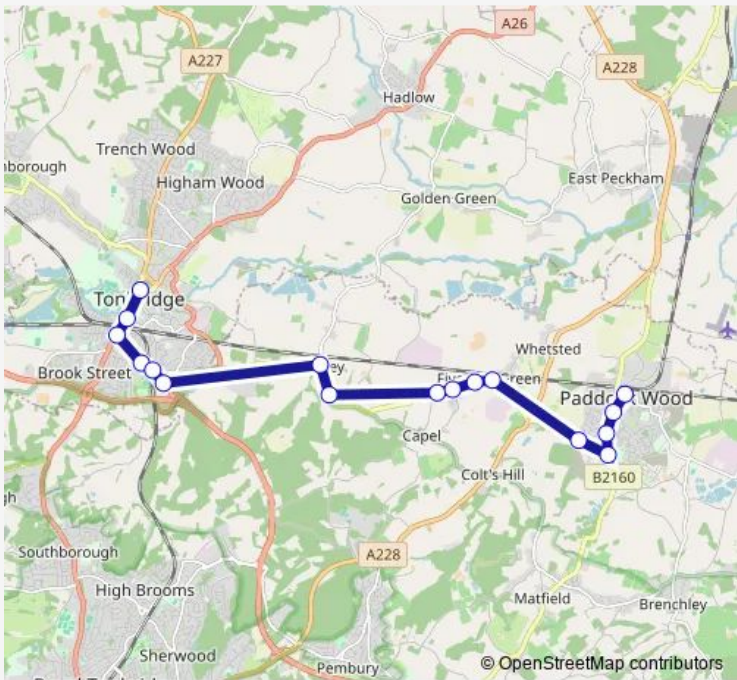 A26
A227
A228
Hadlow
Trench Wood
nborough
Higham Wood
East Peckham
Golden Green
Whetsted
Brook Street
Capel
Colt's Hill
B2160
Southborough
A228
High Brooms
Matfield
Brenchley
Sherwood
Pembury
© OpenStreetMap contributors